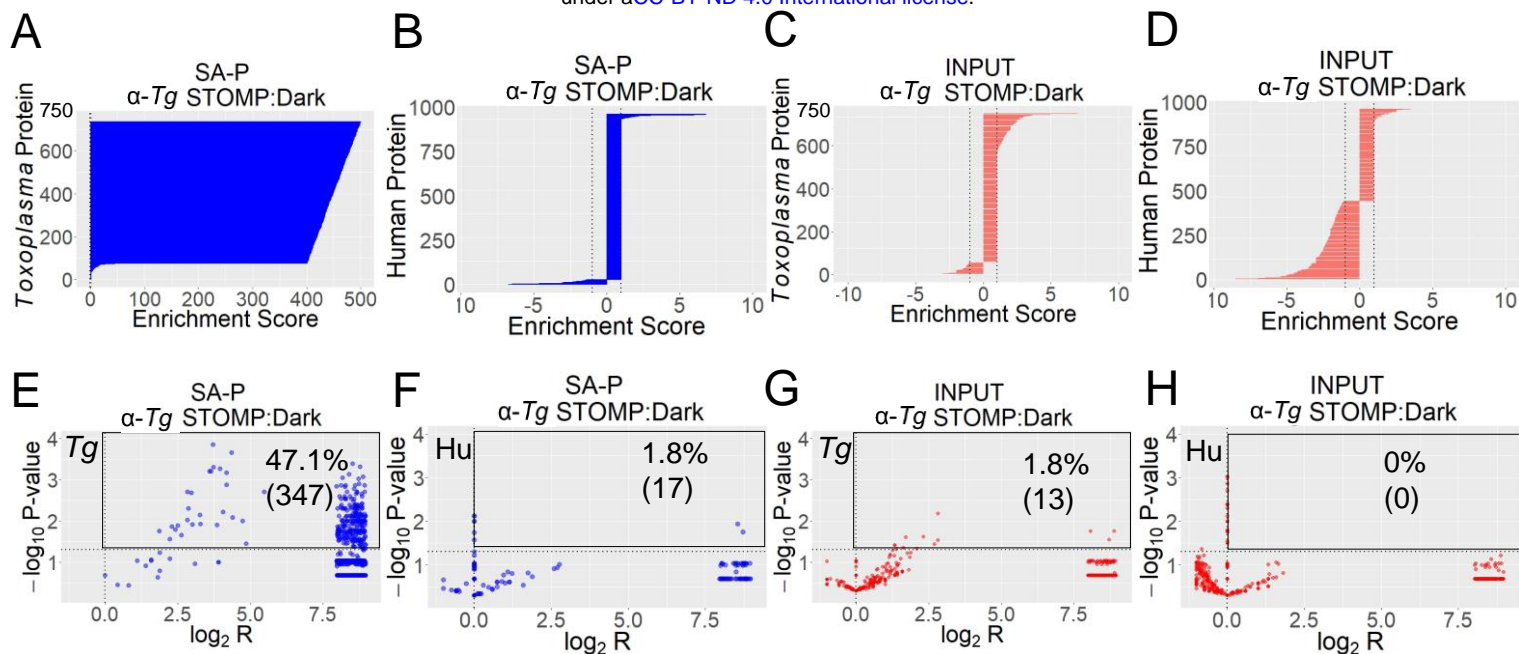 under aCC-BY-ND 4.0 International license.
A
SA-P
α-Tg STOMP:Dark
Toxoplasma Protein
750
600
400
200
0
0 100 200 300 400 500
Enrichment Score
B
SA-P
α-Tg STOMP:Dark
Human Protein
1000
750
500
250
0
10 -5 0 5 10
Enrichment Score
C
INPUT
α-Tg STOMP:Dark
Toxoplasma Protein
750
600
400
200
0
-10 -5 0 5 10
Enrichment Score
D
INPUT
α-Tg STOMP:Dark
Human Protein
1000
750
500
250
0
10 -5 0 5 10
Enrichment Score
E
SA-P
α-Tg STOMP:Dark
Tg
47.1%
(347)
−log10 P-value
4
3
2
1
0.0 2.5 5.0 7.5
log2 R
F
SA-P
α-Tg STOMP:Dark
Hu
1.8%
(17)
−log10 P-value
4
3
2
1
0.0 2.5 5.0 7.5
log2 R
G
INPUT
α-Tg STOMP:Dark
Tg
1.8%
(13)
−log10 P-value
4
3
2
1
0.0 2.5 5.0 7.5
log2 R
H
INPUT
α-Tg STOMP:Dark
Hu
0%
(0)
−log10 P-value
4
3
2
1
0.0 2.5 5.0 7.5
log2 R